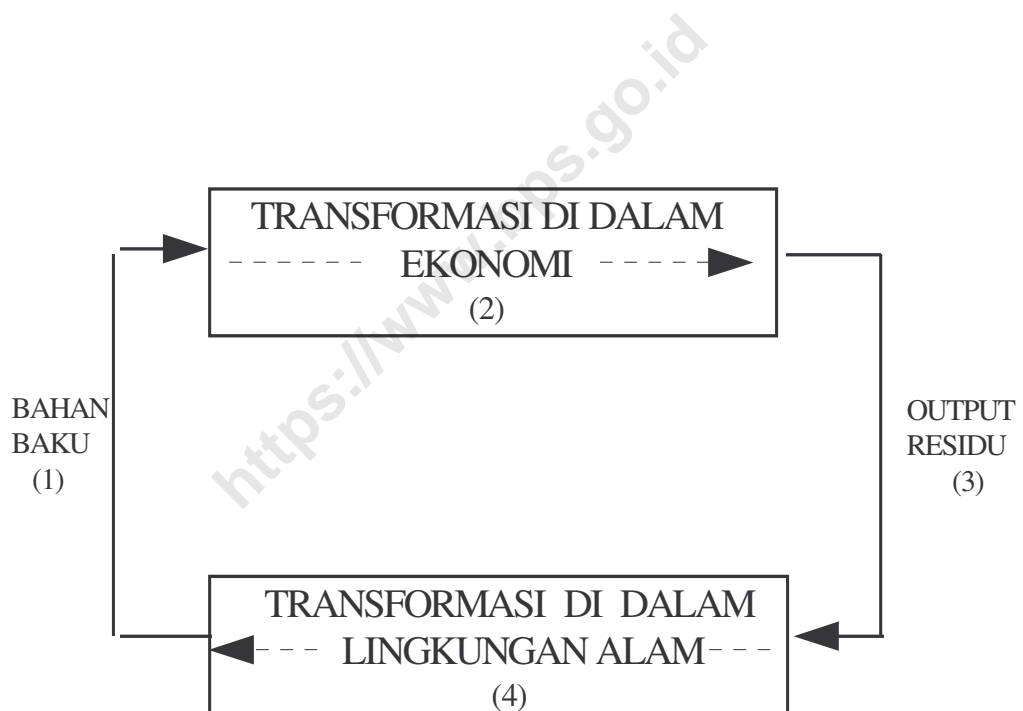 TRANSFORMASI DI DALAM
EKONOMI
(2)
BAHAN
BAKU
(1)
OUTPUT
RESIDU
(3)
TRANSFORMASI DI DALAM
LINGKUNGAN ALAM
(4)
https://www.bps.go.id